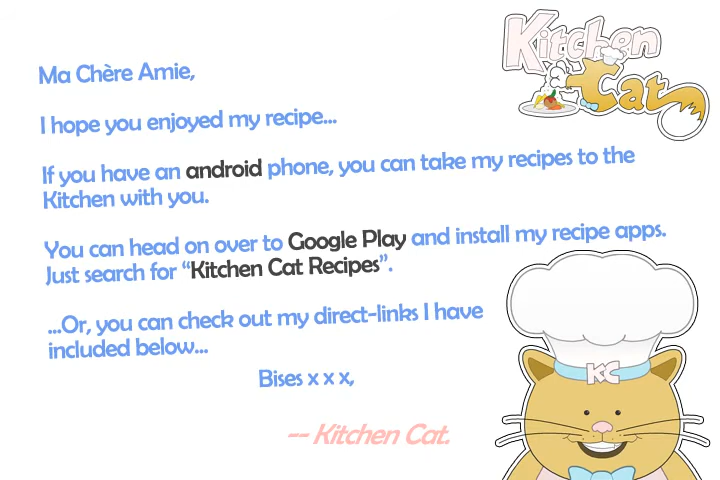 Kitchen
Cat
Ma Chère Amie,
I hope you enjoyed my recipe...
If you have an android phone, you can take my recipes to the
Kitchen with you.
You can head on over to Google Play and install my recipe apps.
Just search for “Kitchen Cat Recipes”.
...Or, you can check out my direct-links I have
included below...
Bises x x x,
-- Kitchen Cat.
KC